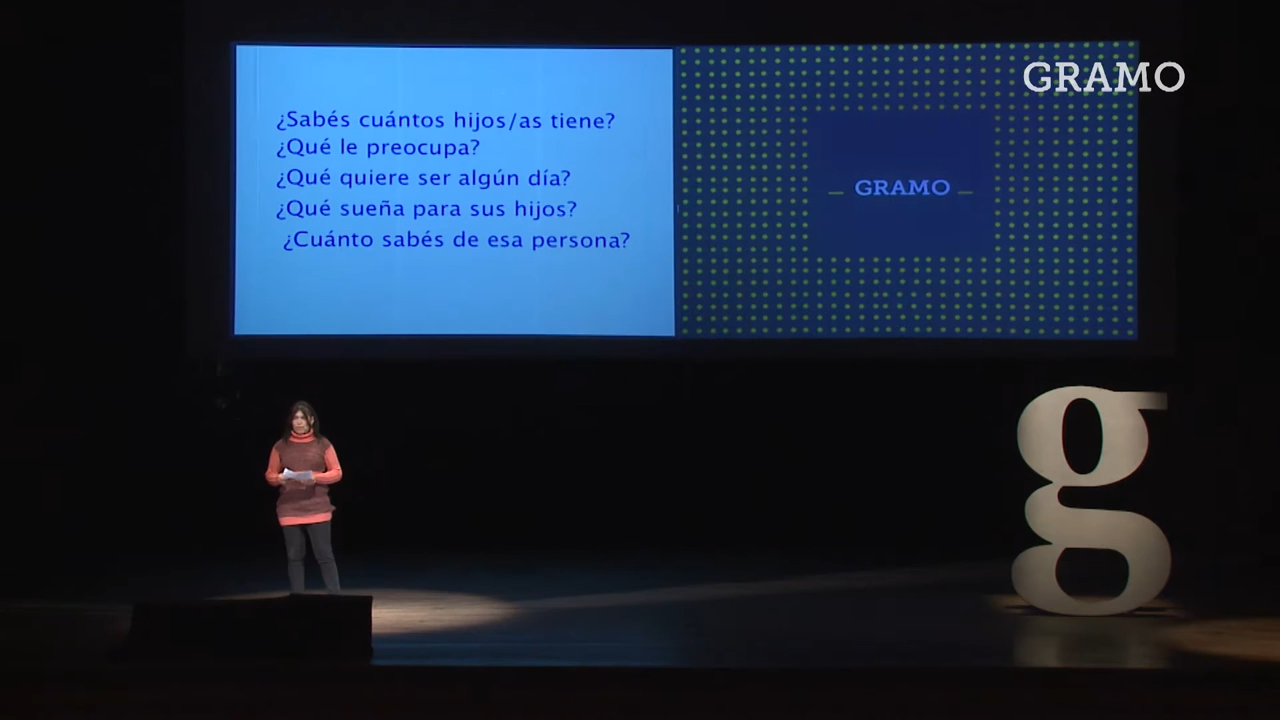 GRAMO
¿Sabés cuántos hijos/as tiene?
¿Qué le preocupa?
¿Qué quiere ser algún día?
¿Qué sueña para sus hijos?
¿Cuánto sabés de esa persona?
GRAMO
g